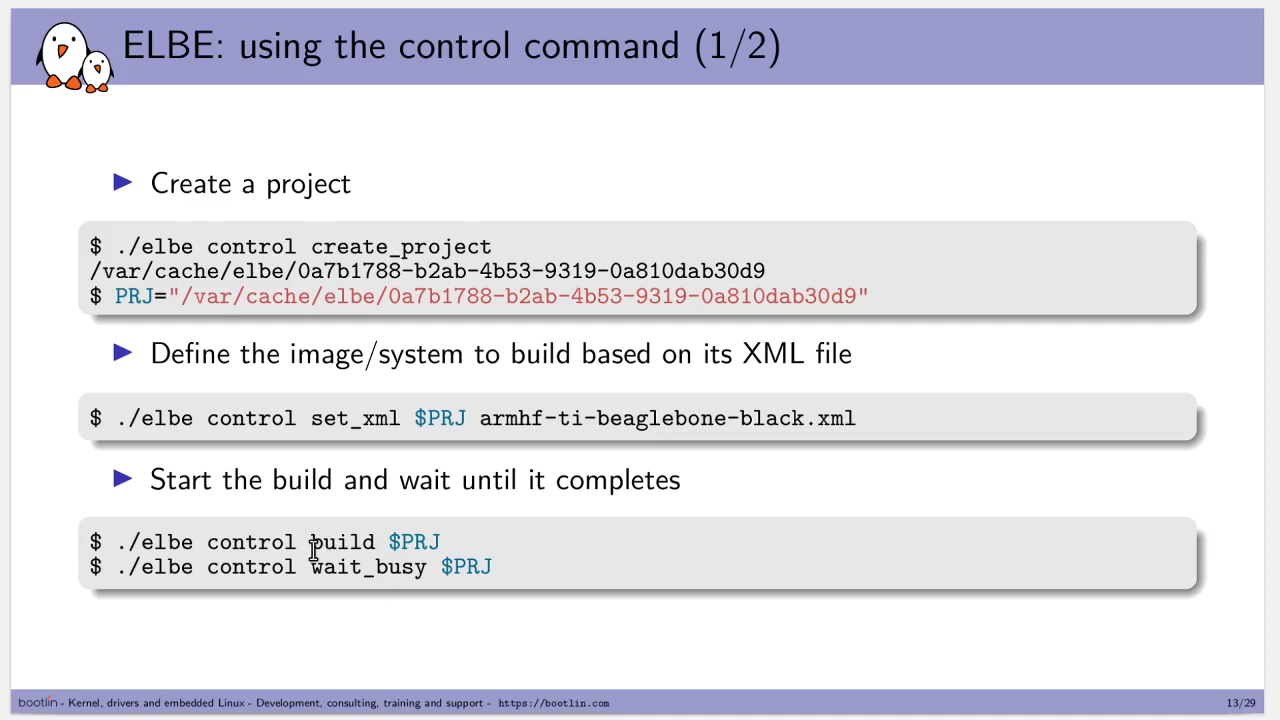 ELBE: using the control command (1/2)
Create a project
$ ./elbe control create_project
/var/cache/elbe/0a7b1788-b2ab-4b53-9319-0a810dab30d9
$ PRJ="/var/cache/elbe/0a7b1788-b2ab-4b53-9319-0a810dab30d9"
Define the image/system to build based on its XML file
$ ./elbe control set_xml $PRJ armhf-ti-beaglebone-black.xml
Start the build and wait until it completes
$ ./elbe control build $PRJ
$ ./elbe control wait_busy $PRJ
bootlin - Kernel, drivers and embedded Linux - Development, consulting, training and support - https://bootlin.com 13/29